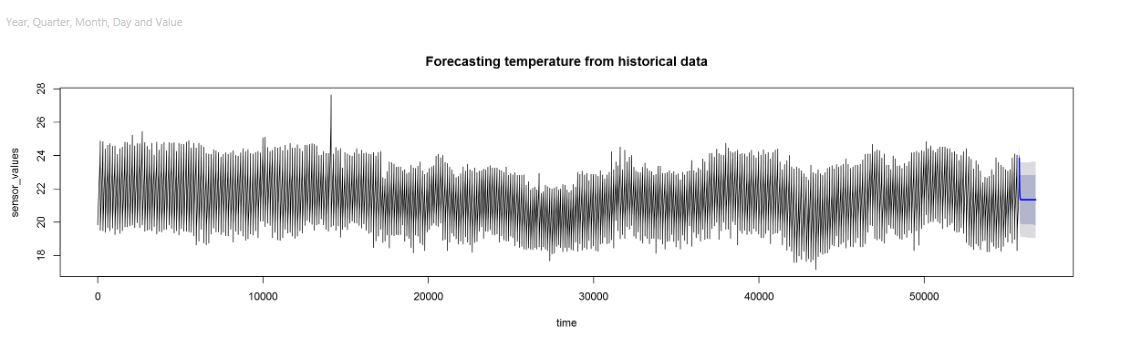 Year, Quarter, Month, Day and Value
Forecasting temperature from historical data
28
26
24
22
20
18
sensor_values
0 10000 20000 30000 40000 50000
time